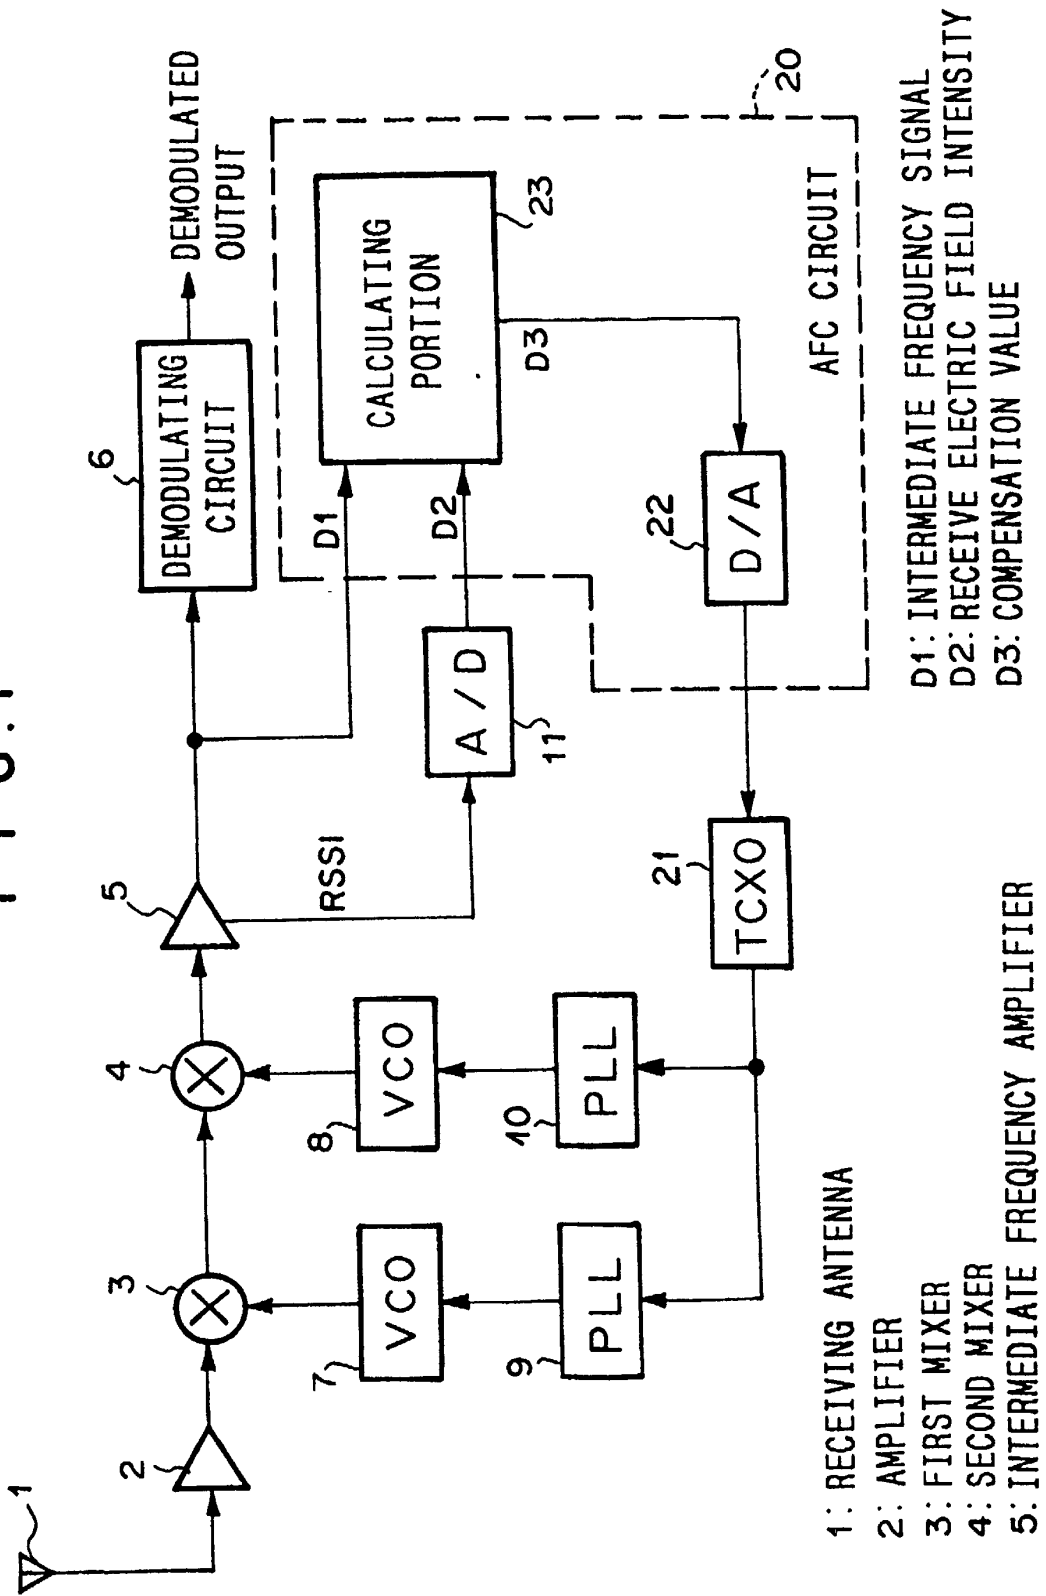 1
2
3
4
5
6
DEMODULATING
CIRCUIT
DEMODULATED
OUTPUT
RSSI
D1
D2
CALCULATING
PORTION
23
D3
20
7
VCO
8
VCO
9
PLL
10
PLL
11
A/D
21
TCXO
22
D/A
AFC CIRCUIT
1: RECEIVING ANTENNA
2: AMPLIFIER
3: FIRST MIXER
4: SECOND MIXER
5: INTERMEDIATE FREQUENCY AMPLIFIER
D1: INTERMEDIATE FREQUENCY SIGNAL
D2: RECEIVE ELECTRIC FIELD INTENSITY
D3: COMPENSATION VALUE